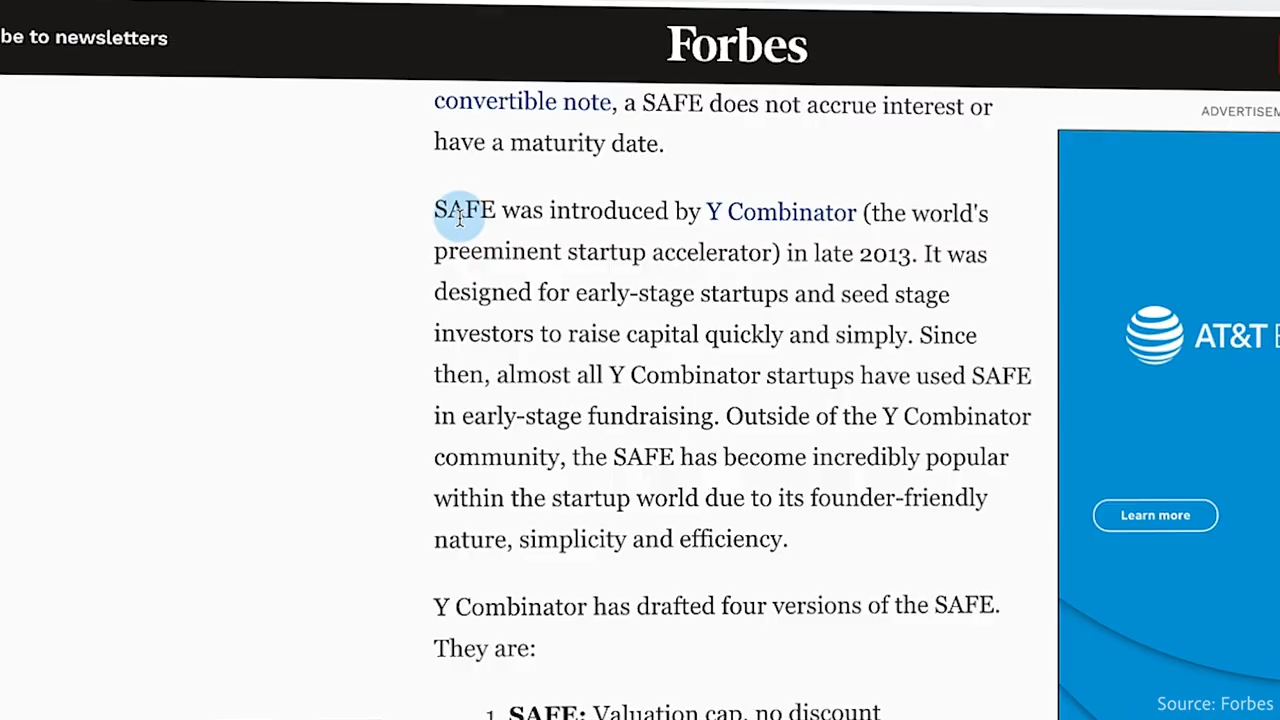 be to newsletters
Forbes
convertible note, a SAFE does not accrue interest or
have a maturity date.
ADVERTISEM
SAFE was introduced by Y Combinator (the world's
preeminent startup accelerator) in late 2013. It was
designed for early-stage startups and seed stage
investors to raise capital quickly and simply. Since
then, almost all Y Combinator startups have used SAFE
in early-stage fundraising. Outside of the Y Combinator
community, the SAFE has become incredibly popular
within the startup world due to its founder-friendly
nature, simplicity and efficiency.
Y Combinator has drafted four versions of the SAFE.
They are:
1. SAFE: Valuation cap, no discount
AT&T B
Learn more
Source: Forbes